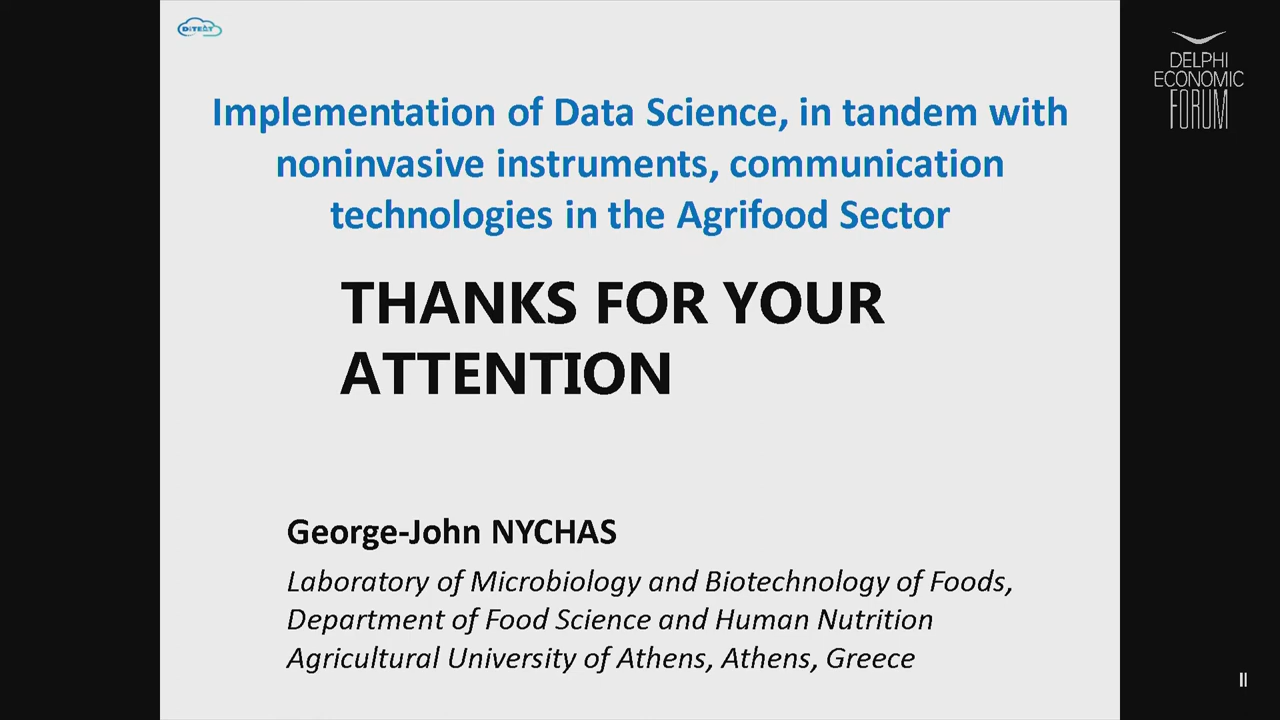 DiTECT
DELPHI
ECONOMIC
FORUM
Implementation of Data Science, in tandem with
noninvasive instruments, communication
technologies in the Agrifood Sector
THANKS FOR YOUR
ATTENTION
George-John NYCHAS
Laboratory of Microbiology and Biotechnology of Foods,
Department of Food Science and Human Nutrition
Agricultural University of Athens, Athens, Greece
II